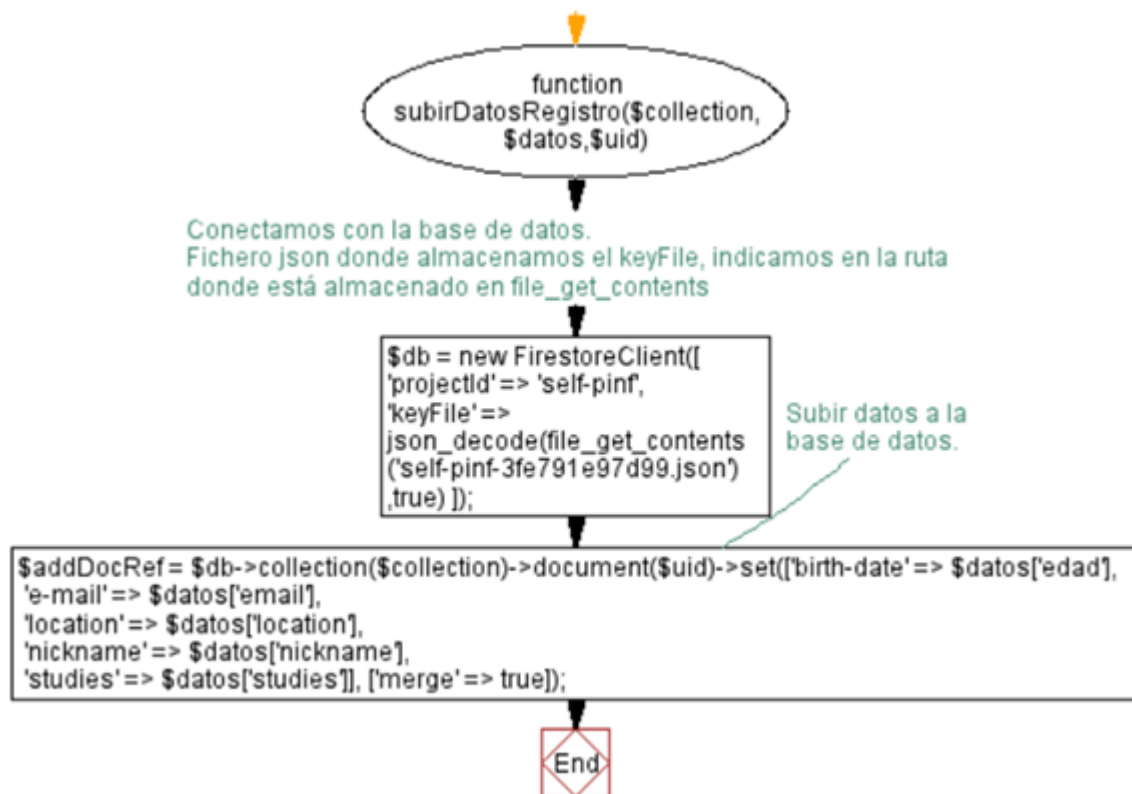 function
subirDatosRegistro($collection,
$datos,$uid)
Conectamos con la base de datos.
Fichero json donde almacenamos el keyFile, indicamos en la ruta
donde está almacenado en file_get_contents
$db = new FirestoreClient([
'projectId' => 'self-pinf',
'keyFile' =>
json_decode(file_get_contents
('self-pinf-3fe791e97d99.json')
,true) ]);
Subir datos a la
base de datos.
$addDocRef = $db->collection($collection)->document($uid)->set(['birth-date' => $datos['edad'],
'e-mail' => $datos['email'],
'location' => $datos['location'],
'nickname' => $datos['nickname'],
'studies' => $datos['studies']], ['merge' => true]);
End